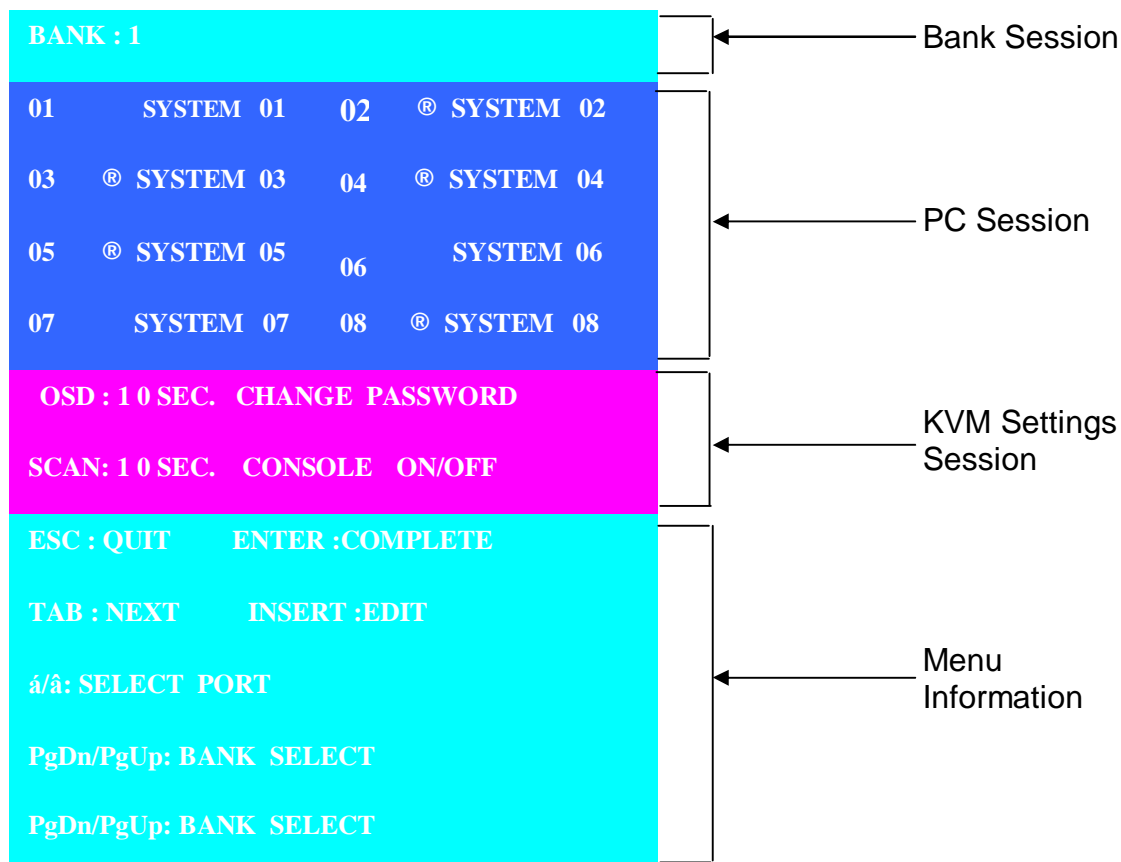 BANK : 1
Bank Session
01 SYSTEM 01 02 ® SYSTEM 02
03 ® SYSTEM 03 04 ® SYSTEM 04
PC Session
05 ® SYSTEM 05 06 SYSTEM 06
07 SYSTEM 07 08 ® SYSTEM 08
OSD : 1 0 SEC. CHANGE PASSWORD
KVM Settings
Session
SCAN: 1 0 SEC. CONSOLE ON/OFF
ESC : QUIT ENTER :COMPLETE
TAB : NEXT INSERT :EDIT
Menu
Information
á/â: SELECT PORT
PgDn/PgUp: BANK SELECT
PgDn/PgUp: BANK SELECT